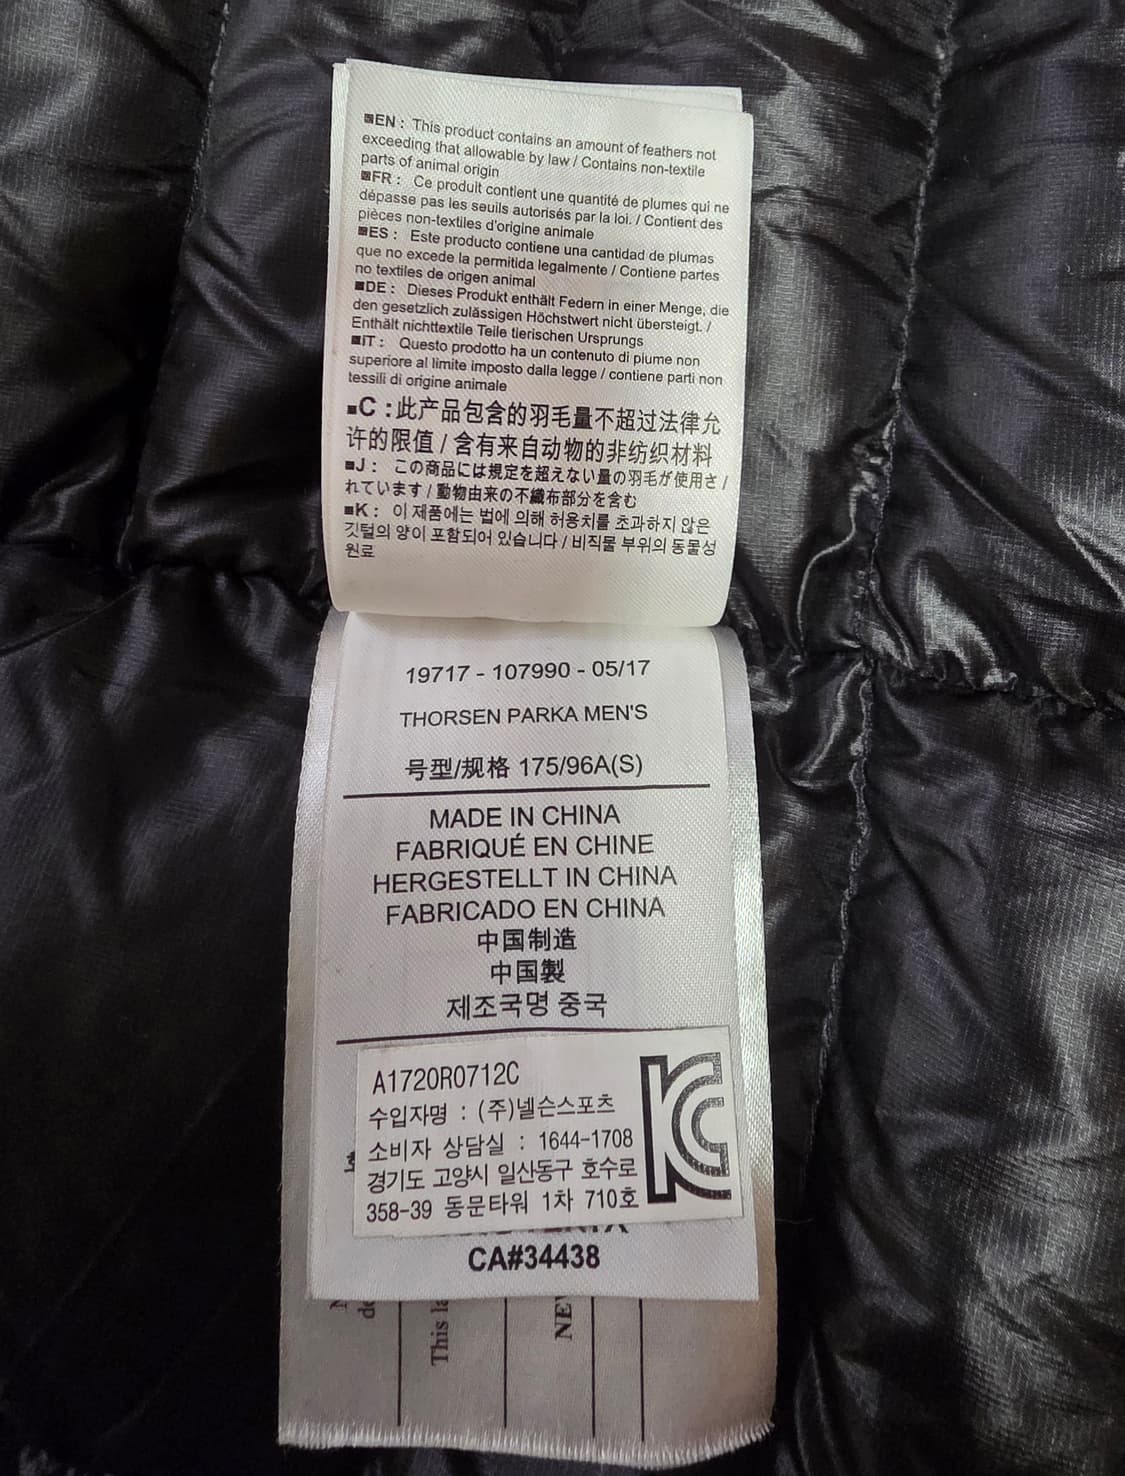 ■EN : This product contains an amount of feathers not
exceeding that allowable by law / Contains non-textile
parts of animal origin
■FR : Ce produit contient une quantité de plumes qui ne
dépasse pas les seuils autorisés par la loi. / Contient des
pièces non-textiles d'origine animale
■ES : Este producto contiene una cantidad de plumas
que no excede la permitida legalmente / Contiene partes
no textiles de origen animal
■DE : Dieses Produkt enthält Federn in einer Menge, die
den gesetzlich zulässigen Höchstwert nicht übersteigt. /
Enthält nichttextile Teile tierischen Ursprungs
■IT : Questo prodotto ha un contenuto di piume non
superiore al limite imposto dalla legge / contiene parti non
tessili di origine animale
■C : 此产品包含的羽毛量不超过法律允
许的限值 / 含有来自动物的非纺织材料
■J : この商品には規定を超えない量の羽毛が使用さ /
れています / 動物由来の不織布部分を含む
■K : 이 제품에는 법에 의해 허용치를 초과하지 않은
깃털의 양이 포함되어 있습니다 / 비직물 부위의 동물성
원료
19717 - 107990 - 05/17
THORSEN PARKA MEN'S
号型/规格 175/96A(S)
MADE IN CHINA
FABRIQUÉ EN CHINE
HERGESTELLT IN CHINA
FABRICADO EN CHINA
中国制造
中国製
제조국명 중국
A1720R0712C
수입자명 : (주)넬슨스포츠
소비자 상담실 : 1644-1708
경기도 고양시 일산동구 호수로
358-39 동문타워 1차 710호
KC
CA#34438
This